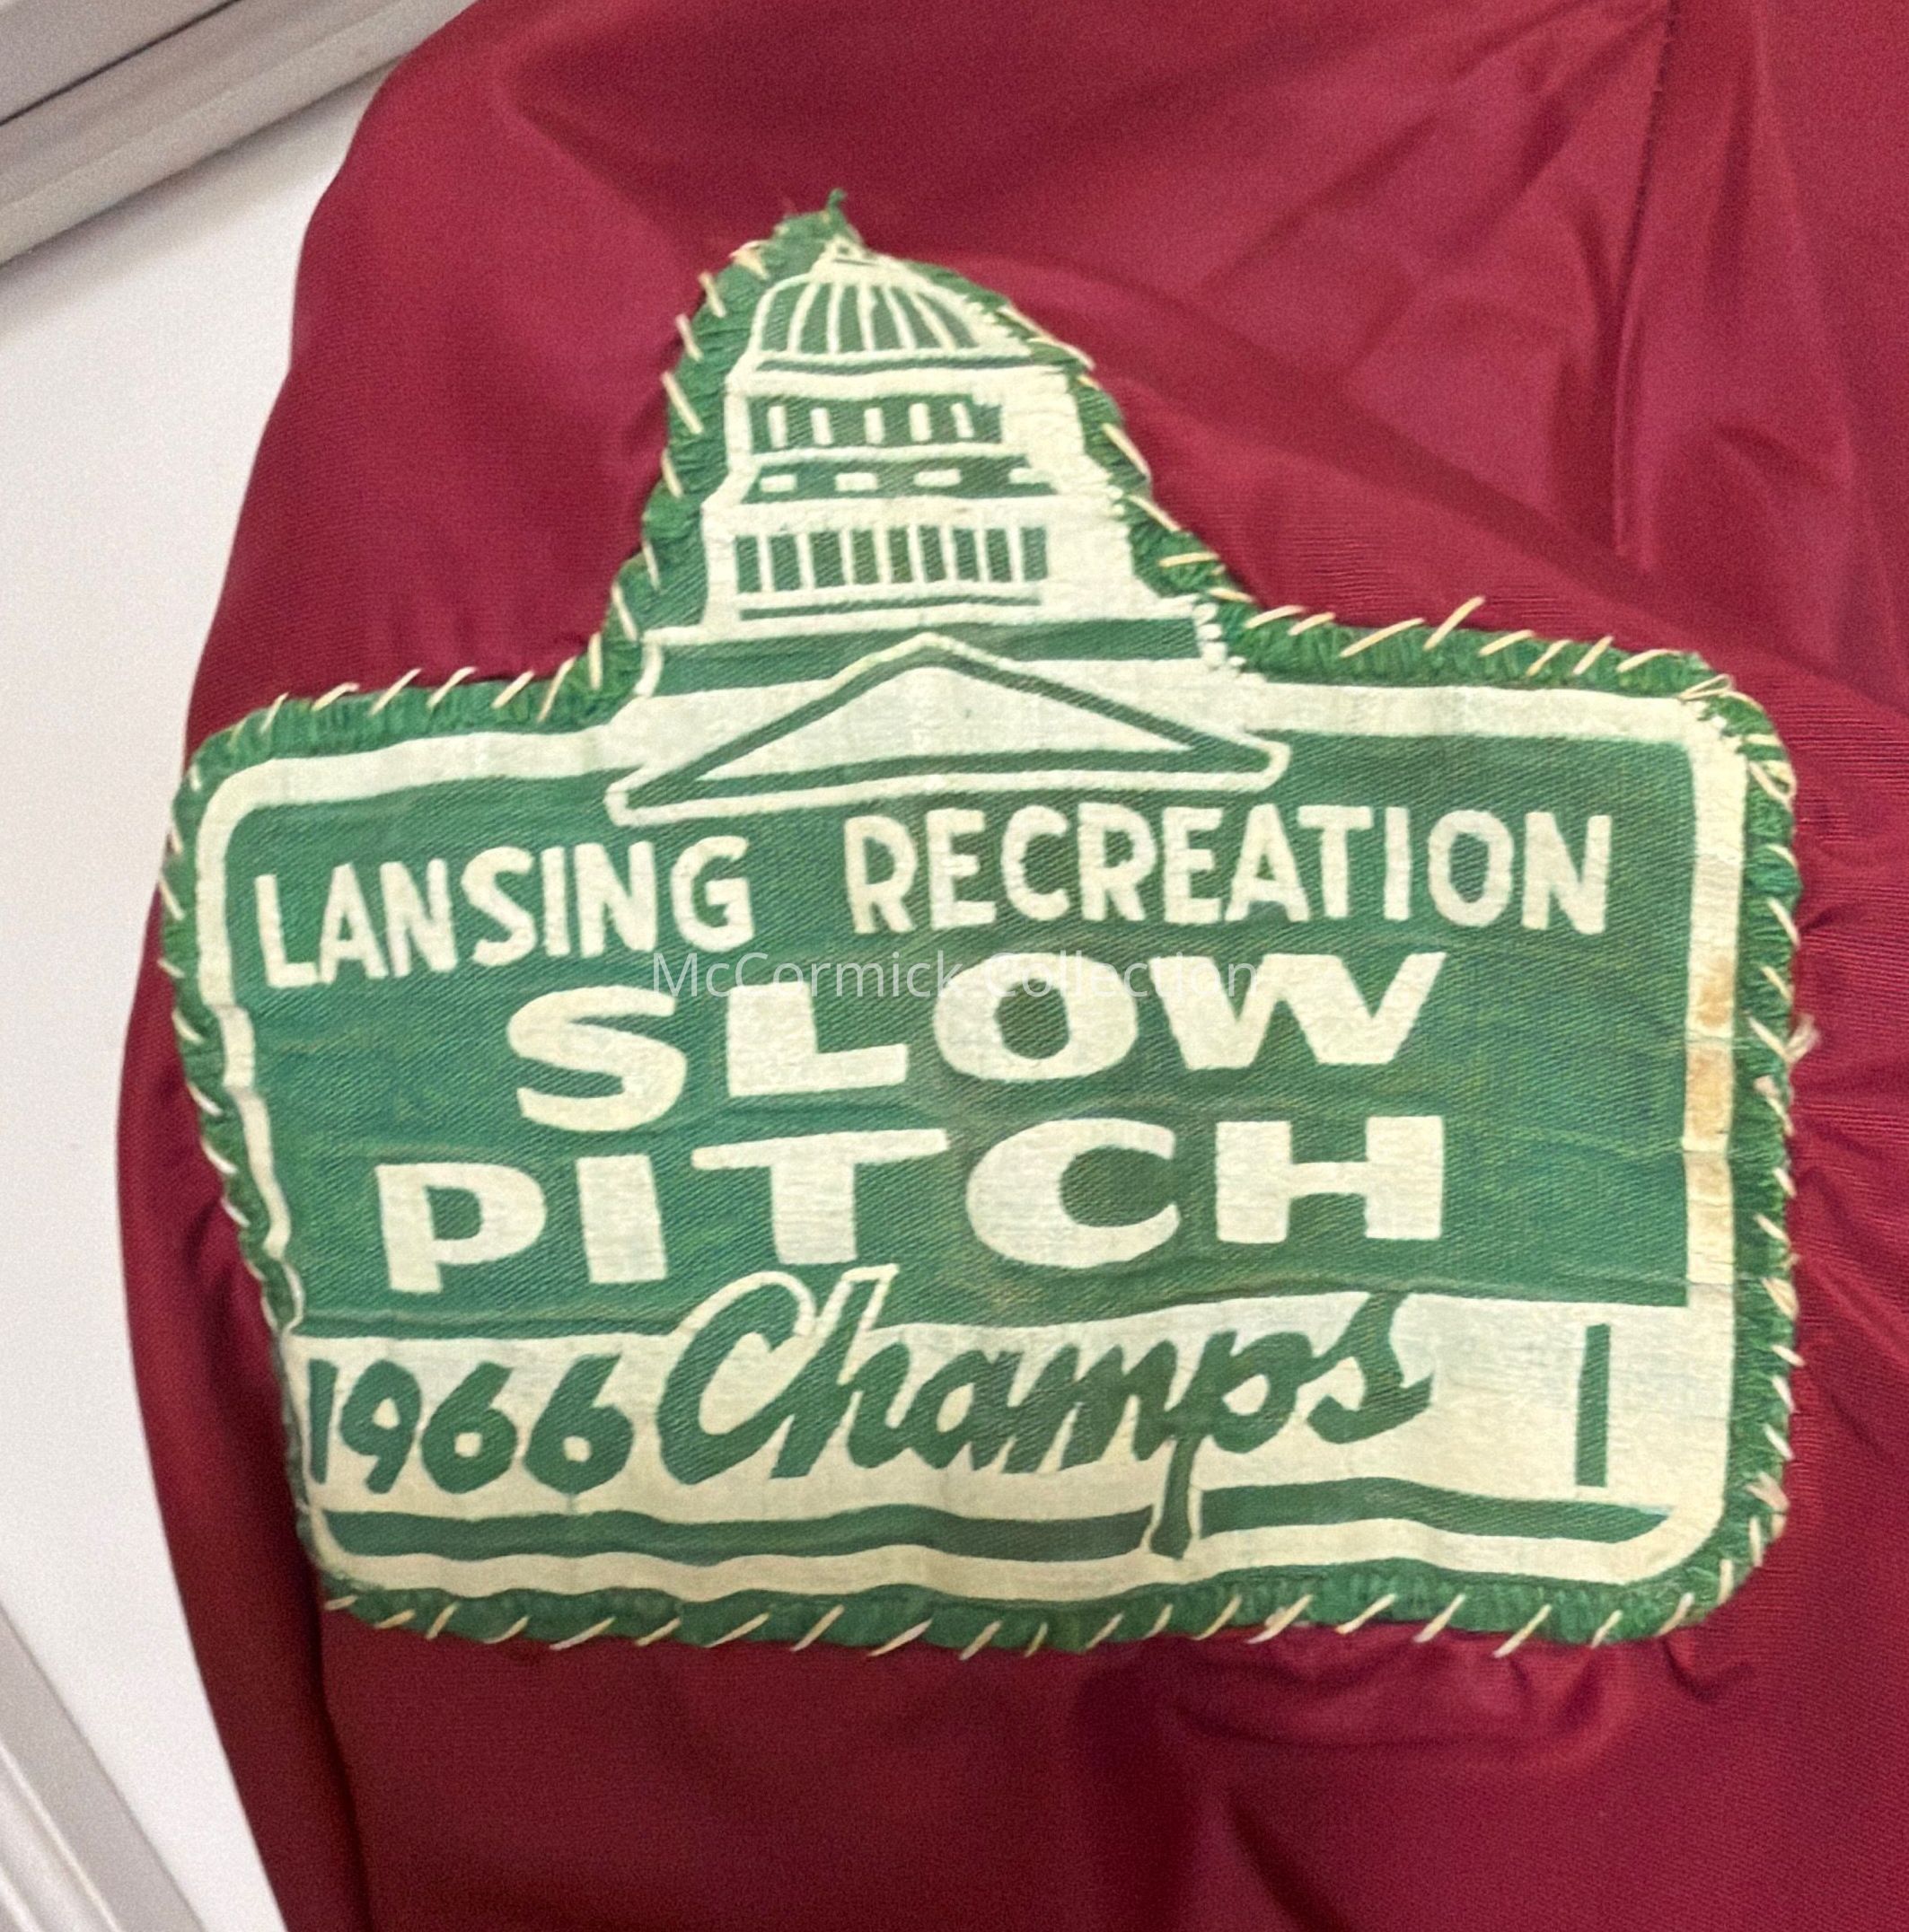 LANSING RECREATION
McCormick Collection
SLOW
PITCH
1966 Champs I